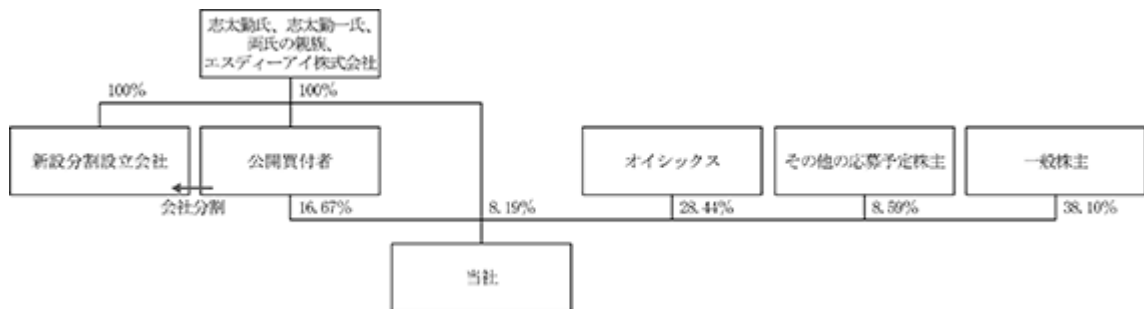 志太勤氏、志太勤一氏、
両氏の親族、
エスディーアイ株式会社
100%
100%
新設分割設立会社
公開買付者
オイシックス
その他の応募予定株主
一般株主
会社分割
16.67%
8.19%
28.44%
8.59%
38.10%
当社